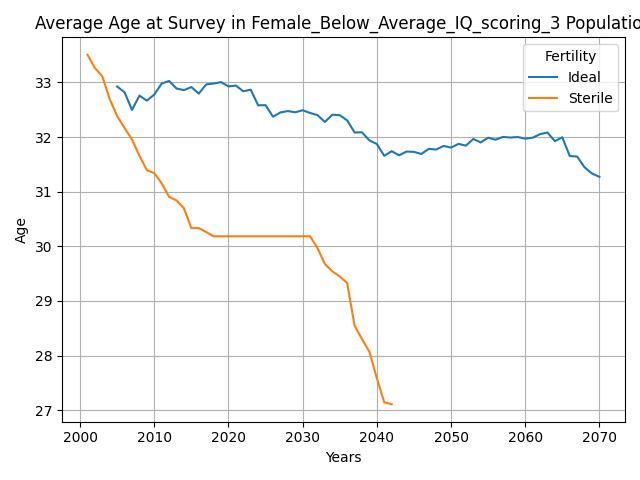 Average Age at Survey in Female_Below_Average_IQ_scoring_3 Populatio
Fertility
Ideal
Sterile
Age
33
32
31
30
29
28
27
2000 2010 2020 2030 2040 2050 2060 2070
Years